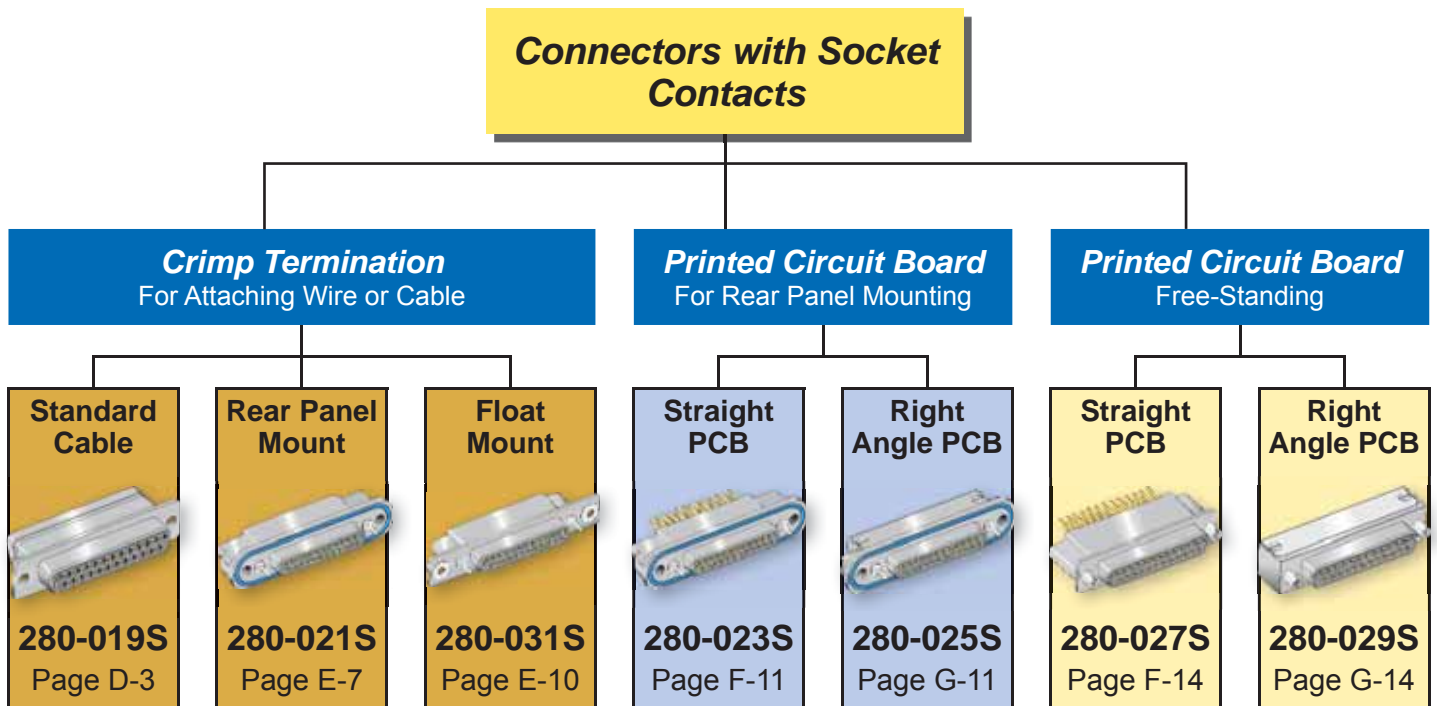 Connectors with Socket
Contacts
Crimp Termination
For Attaching Wire or Cable
Printed Circuit Board
For Rear Panel Mounting
Printed Circuit Board
Free-Standing
Standard
Cable
280-019S
Page D-3
Rear Panel
Mount
280-021S
Page E-7
Float
Mount
280-031S
Page E-10
Straight
PCB
280-023S
Page F-11
Right
Angle PCB
280-025S
Page G-11
Straight
PCB
280-027S
Page F-14
Right
Angle PCB
280-029S
Page G-14